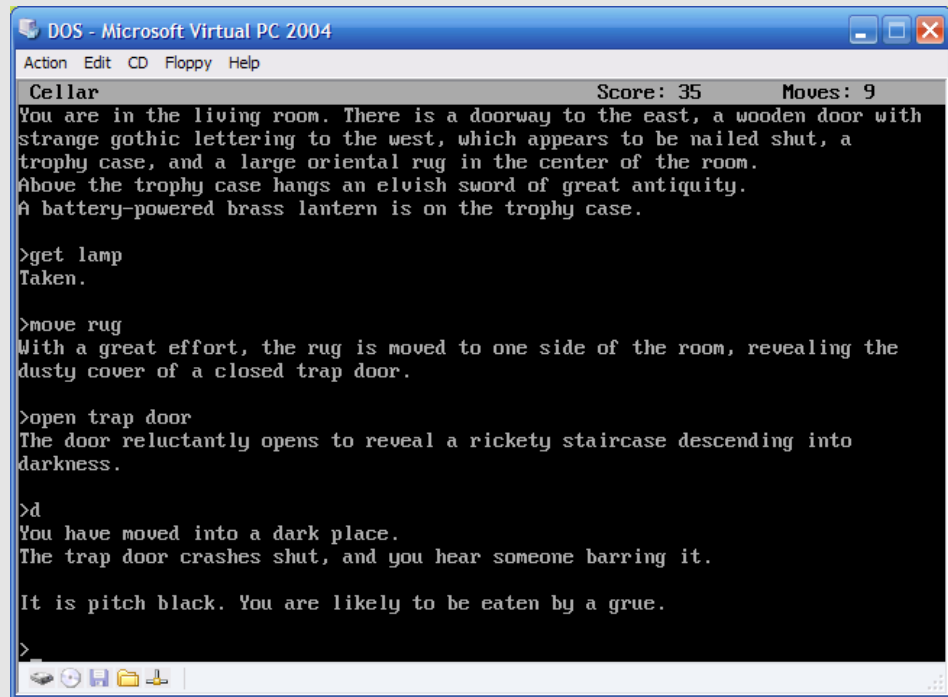 DOS - Microsoft Virtual PC 2004
Action Edit CD Floppy Help
Cellar Score: 35 Moves: 9
You are in the living room. There is a doorway to the east, a wooden door with
strange gothic lettering to the west, which appears to be nailed shut, a
trophy case, and a large oriental rug in the center of the room.
Above the trophy case hangs an elvish sword of great antiquity.
A battery-powered brass lantern is on the trophy case.
>get lamp
Taken.
>move rug
With a great effort, the rug is moved to one side of the room, revealing the
dusty cover of a closed trap door.
>open trap door
The door reluctantly opens to reveal a rickety staircase descending into
darkness.
>d
You have moved into a dark place.
The trap door crashes shut, and you hear someone barring it.
It is pitch black. You are likely to be eaten by a grue.
>_